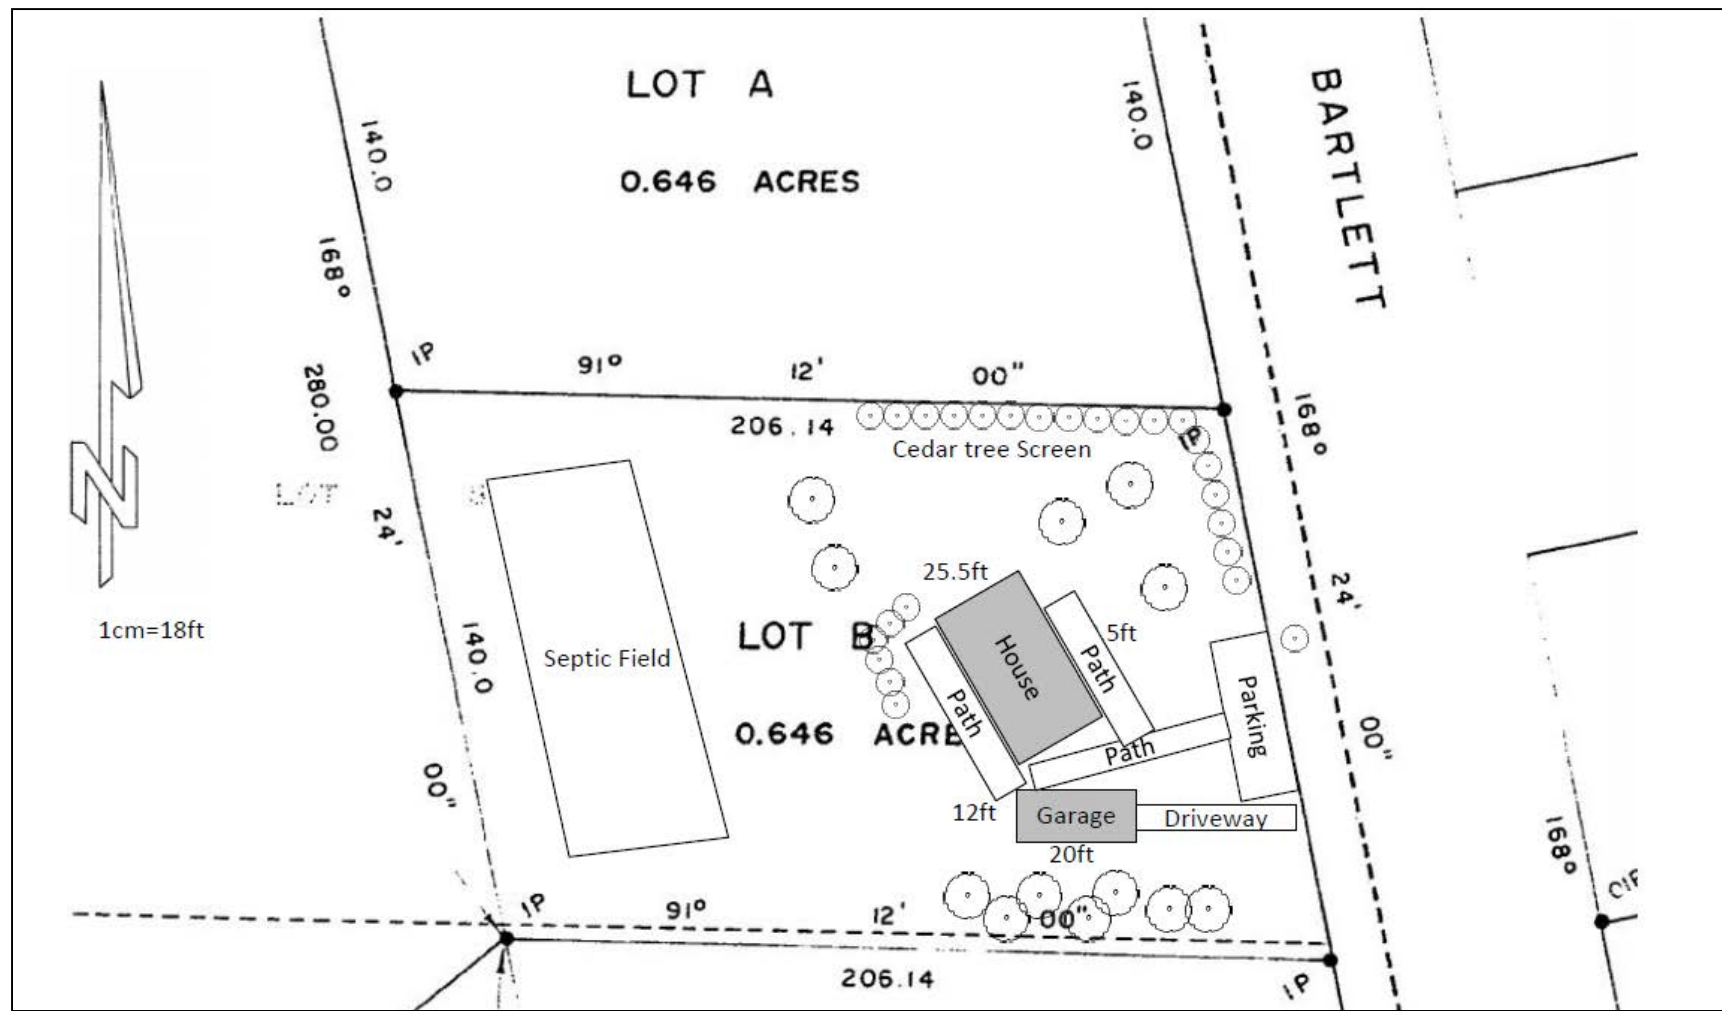 LOT A
0.646 ACRES
140.0
168°
280.00
24'
140.0
00"
140.0
BARTLETT
168°
24'
00"
168°
N
1cm=18ft
LOT
IP
91° 12' 00"
206.14
IP
Cedar tree Screen
Septic Field
LOT B
0.646 ACRE
25.5ft
House
5ft
Path
Path
Path
Parking
12ft
Garage
Driveway
20ft
IP
91° 12' 00"
206.14
IP